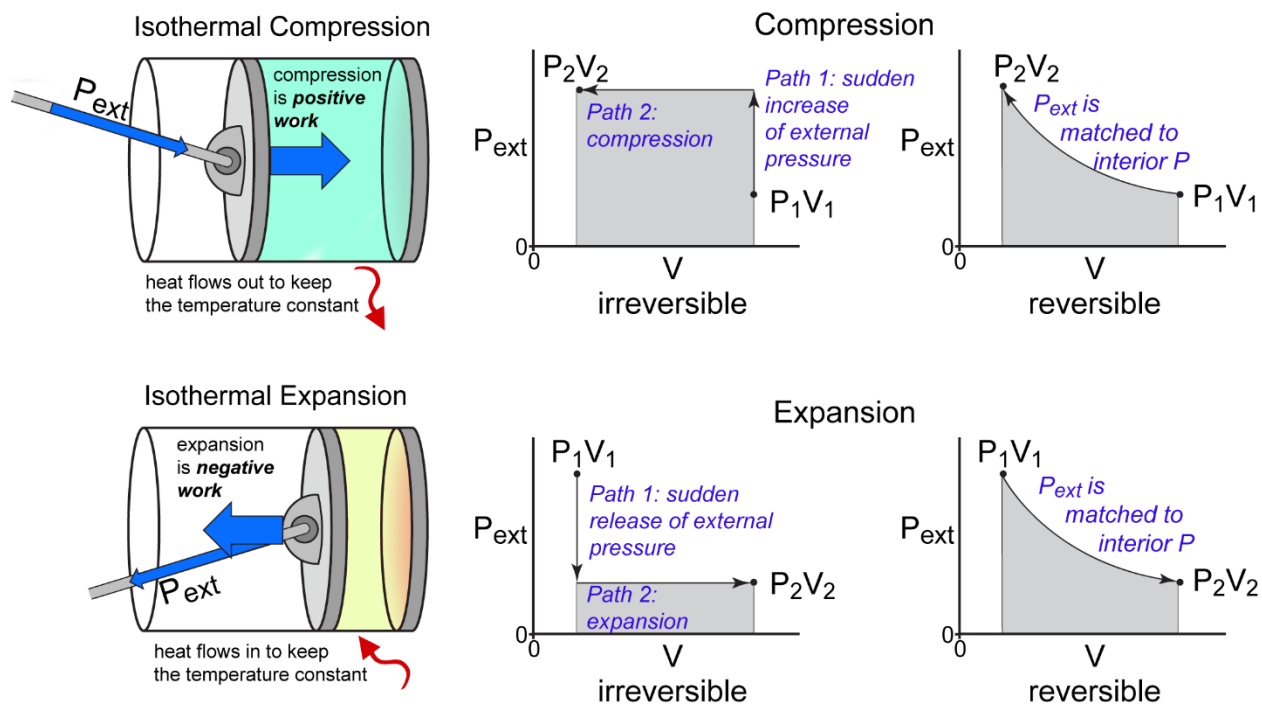 Isothermal Compression
Pext
compression
is positive
work
heat flows out to keep
the temperature constant
Compression
P2V2
Path 1: sudden
increase
of external
pressure
Path 2:
compression
Pext
P1V1
0
0
V
irreversible
P2V2
Pext is
matched to
interior P
Pext
P1V1
0
0
V
reversible
Isothermal Expansion
expansion
is negative
work
Pext
heat flows in to keep
the temperature constant
Expansion
P1V1
Path 1: sudden
release of external
pressure
Pext
Path 2:
expansion
P2V2
0
0
V
irreversible
P1V1
Pext is
matched to
interior P
Pext
P2V2
0
0
V
reversible